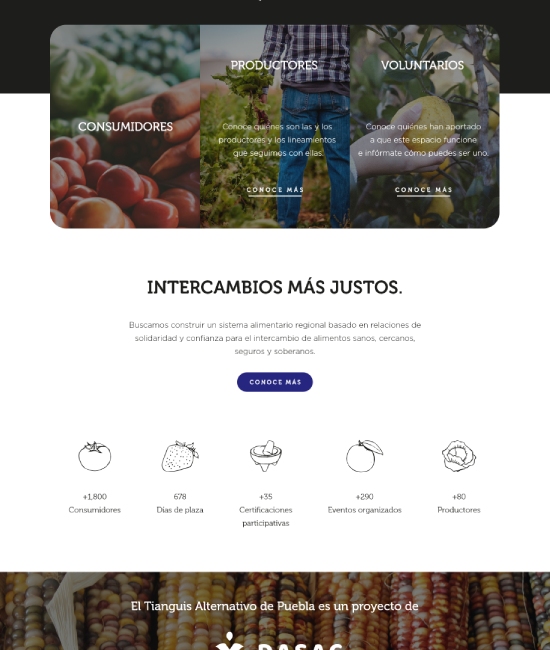 CONSUMIDORES
PRODUCTORES
Conoce quiénes son las y los
productores y los lineamientos
que seguimos con ellas.
CONOCE MÁS
VOLUNTARIOS
Conoce quiénes han aportado
a que este espacio funcione
e infórmate cómo puedes ser uno.
CONOCE MÁS
INTERCAMBIOS MÁS JUSTOS.
Buscamos construir un sistema alimentario regional basado en relaciones de
solidaridad y confianza para el intercambio de alimentos sanos, cercanos,
seguros y soberanos.
CONOCE MÁS
+1,800
Consumidores
678
Días de plaza
+35
Certificaciones
participativas
+290
Eventos organizados
+80
Productores
El Tianguis Alternativo de Puebla es un proyecto de